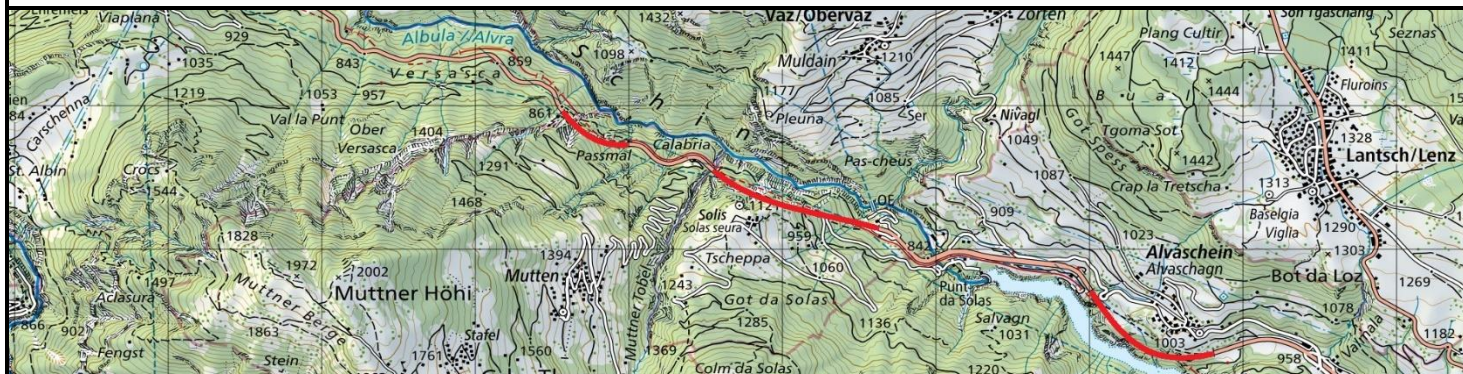 Viaplana
929
1035
843
Albula / Alvra
859
1432
1098
Vaz/Obervaz
Zorten
Muldain
1210
Plang Cultir
1447
1412
Son Tgaschang
1411
Seznas
Fluroins
Carschenna
1219
Versasca
1053
957
Val la Punt
Ober
Versasca
1404
861
1291
Passmal
Calabria
1177
Pleuna
1085
Ser
Nivagl
1049
Bual
1444
Got Spes
Tgoma Sot
1442
1328
Lantsch/Lenz
St. Albin
Crocs
1544
1468
Pas-cheus
1087
Crap la Tretscha
1313
Baselgia
Viglia
1290
1303
Solis
Solas seura
959
909
1023
1828
1972
2002
1394
Mutten
Muttner Höhi
Muttner Tobel
Tscheppa
1060
1243
Alvaschein
Alvaschagn
Bot da Loz
1269
1497
Aclasura
866
902
Muttner Berge
1863
Stafel
Got da Solas
Punt
da Solas
Salvagn
1031
1078
1182
Fengst
Stein
1761
1560
1369
1285
1136
1003
958
Vaznala
Colm da Solas
1220